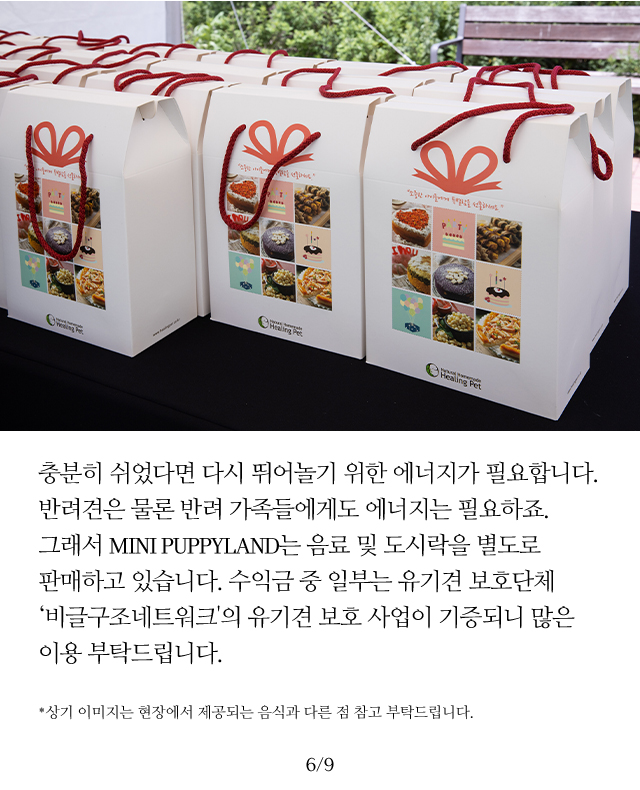 Natural Homemade
Healing Pet
Natural Homemade
Healing Pet
Natural Homemade
Healing Pet
충분히 쉬었다면 다시 뛰어놀기 위한 에너지가 필요합니다.
반려견은 물론 반려 가족들에게도 에너지는 필요하죠.
그래서 MINI PUPPYLAND는 음료 및 도시락을 별도로
판매하고 있습니다. 수익금 중 일부는 유기견 보호단체
‘비글구조네트워크'의 유기견 보호 사업이 기증되니 많은
이용 부탁드립니다.
*상기 이미지는 현장에서 제공되는 음식과 다른 점 참고 부탁드립니다.
6/9